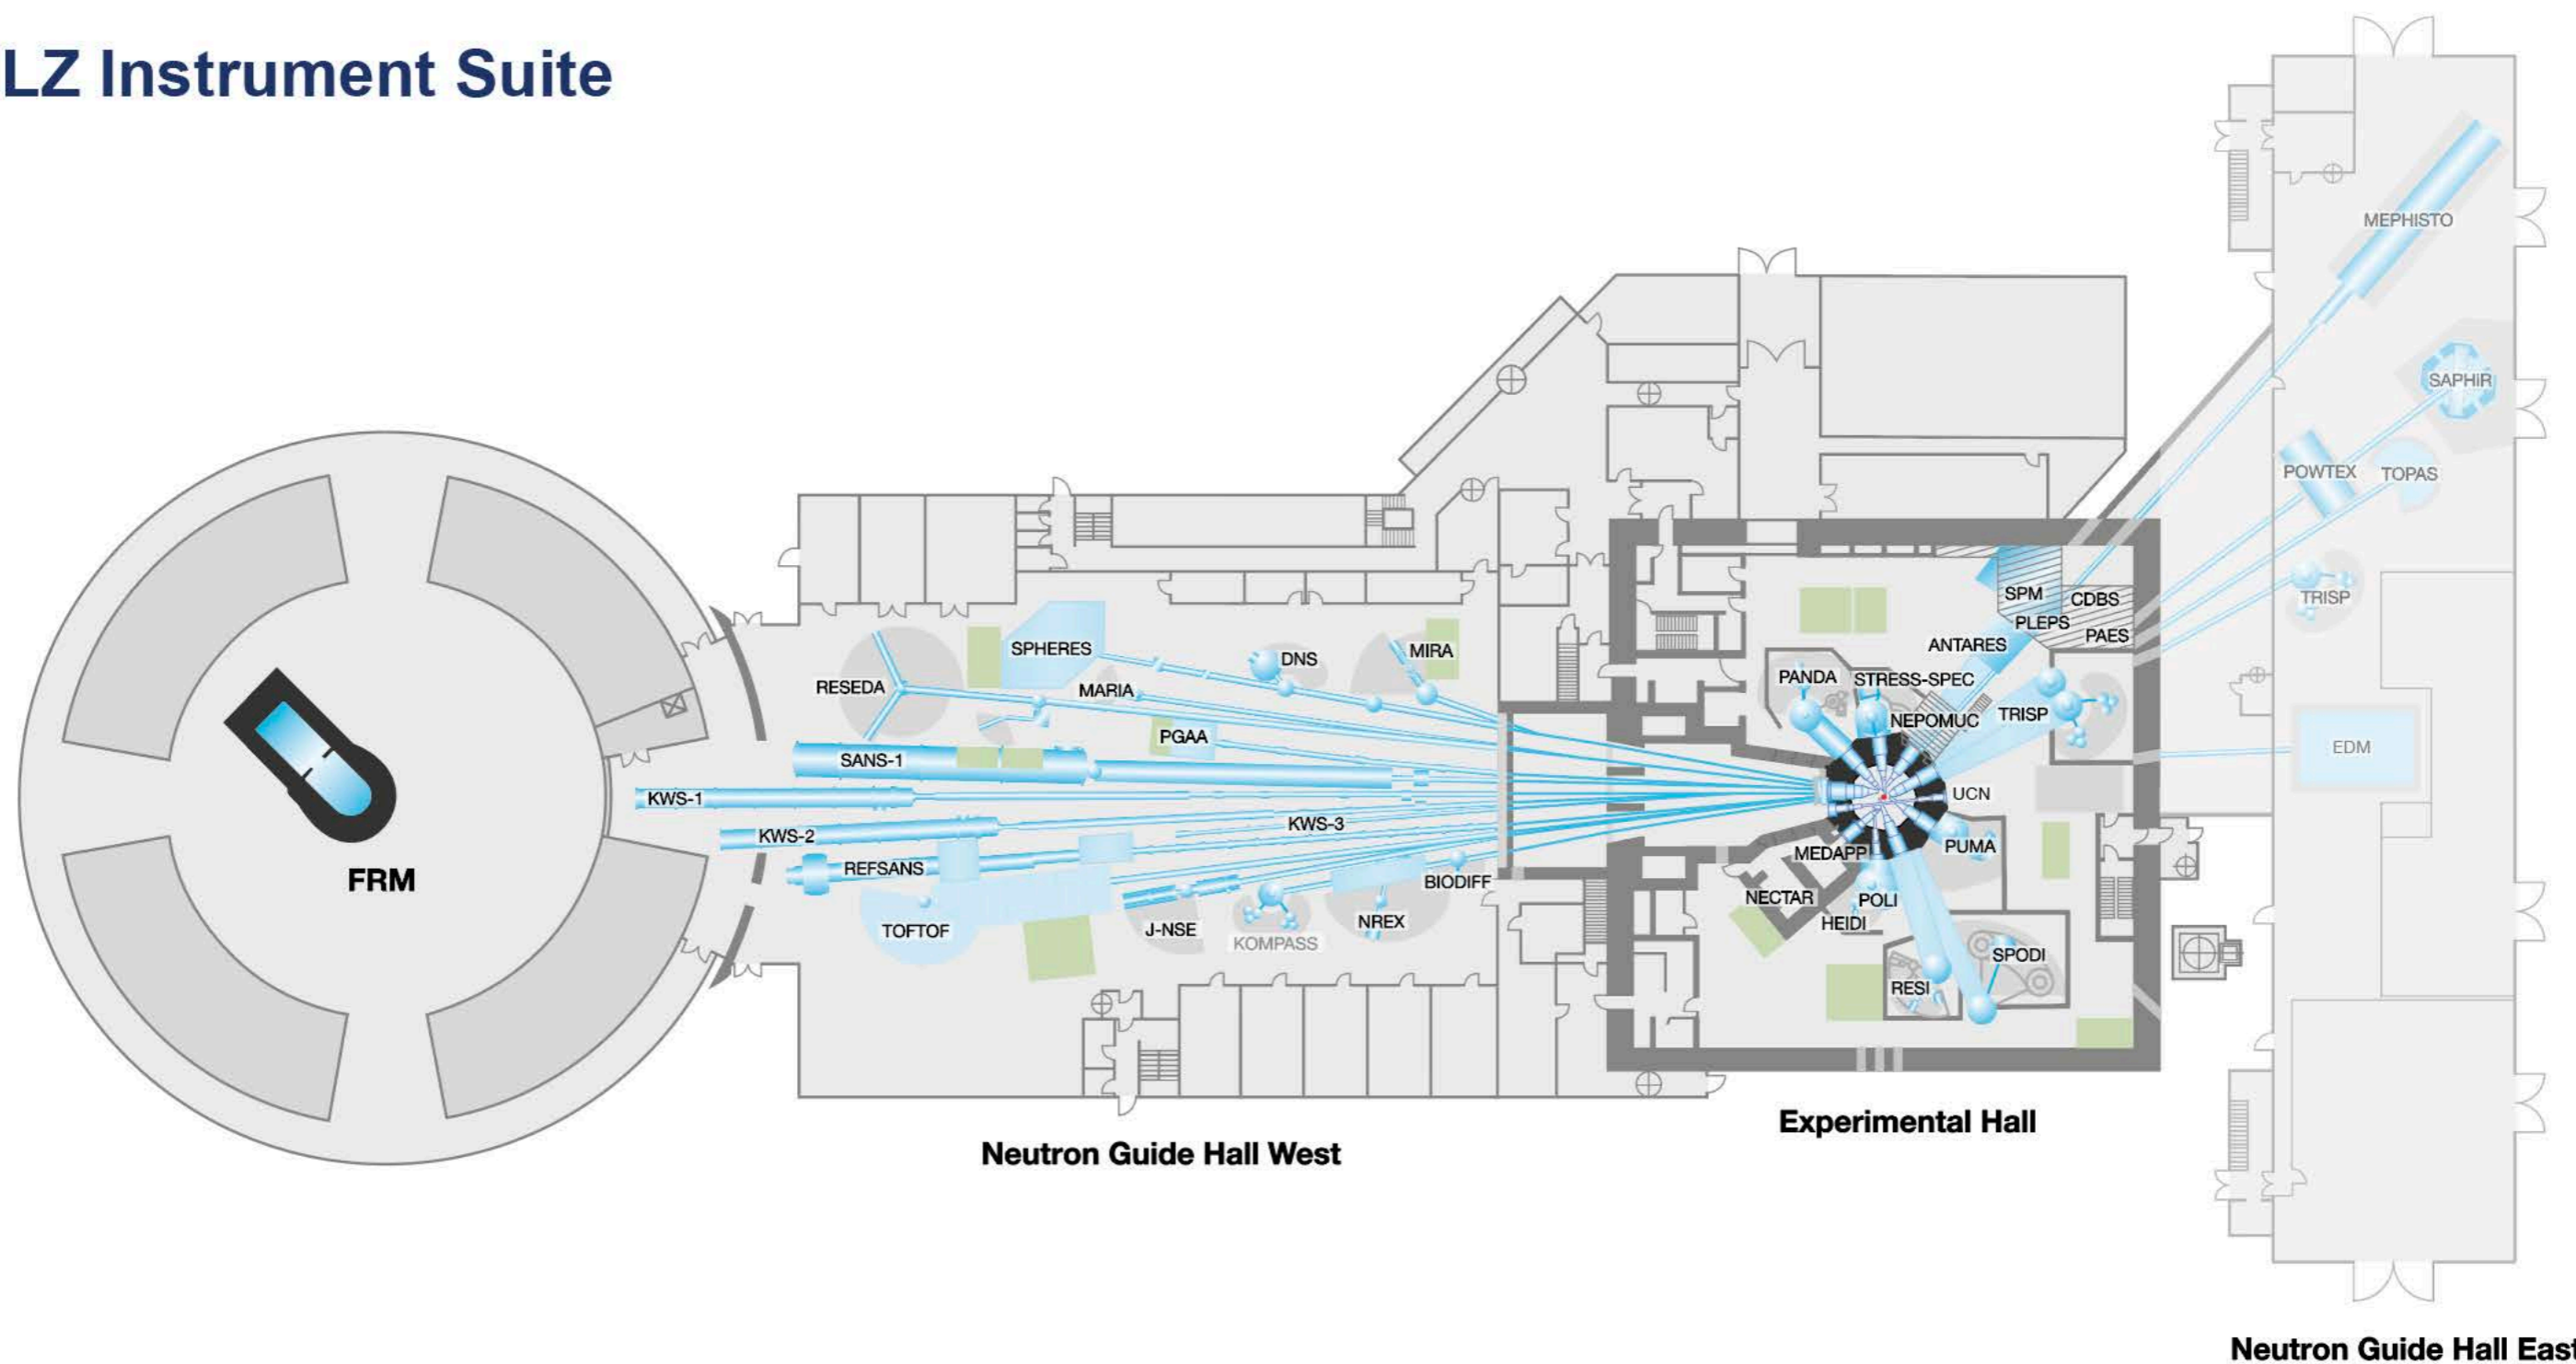 LZ Instrument Suite
MEPHISTO
SAPHIR
POWTEX
TOPAS
TRISP
EDM
SPM
CDBS
PLEPS
PAES
ANTARES
PANDA
STRESS-SPEC
NEPOMUC
TRISP
UCN
PUMA
MEDAPP
NECTAR
POLI
HEIDI
SPODI
RESI
SPHERES
DNS
MIRA
RESEDA
MARIA
PGAA
SANS-1
KWS-1
KWS-2
KWS-3
REFSANS
BIODIFF
TOFTOF
J-NSE
KOMPASS
NREX
FRM
Experimental Hall
Neutron Guide Hall West
Neutron Guide Hall East